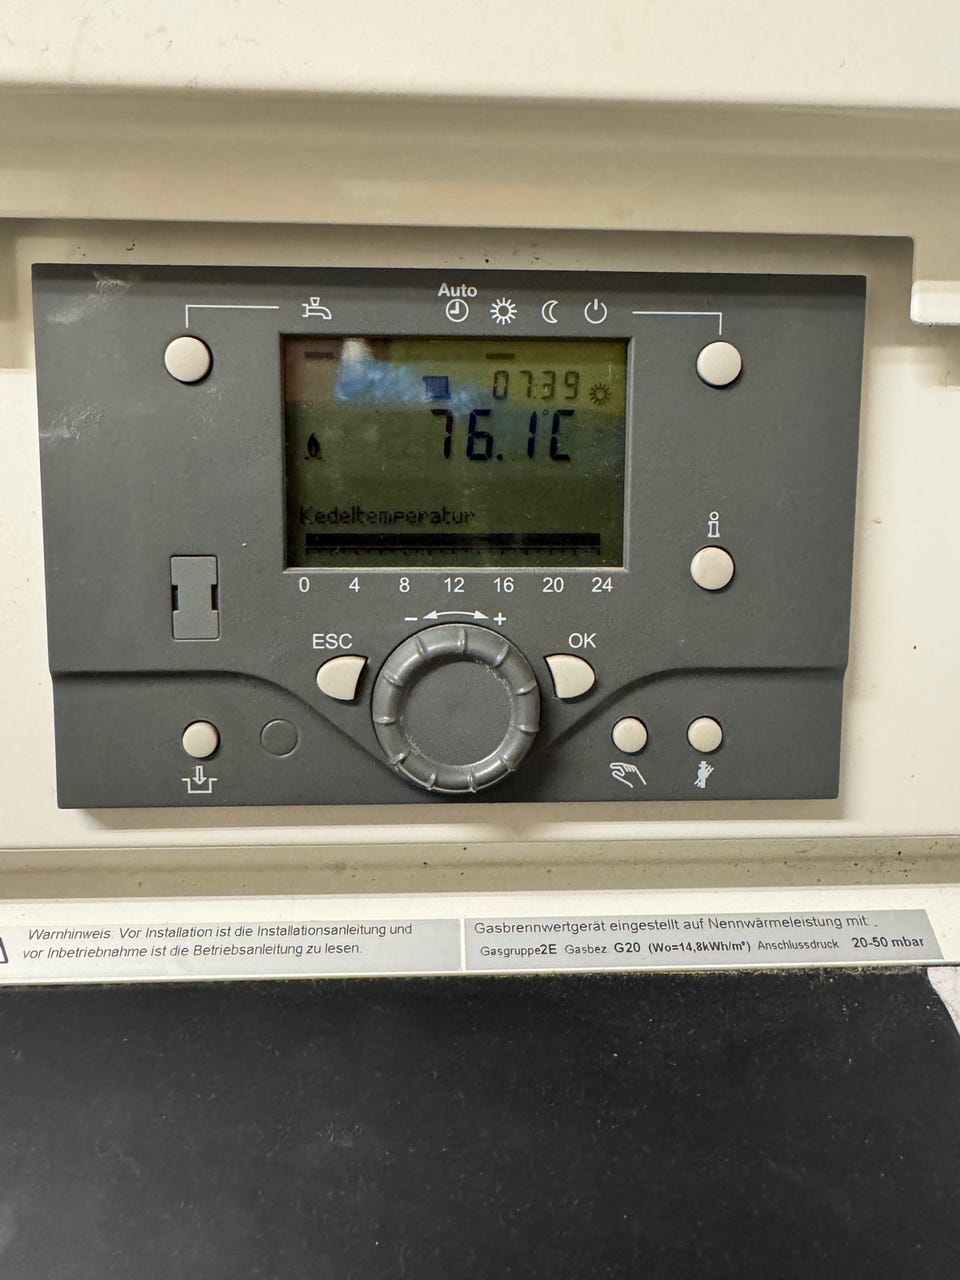 Auto
07:39
76.1°C
Kedeltemperatur
0 4 8 12 16 20 24
- +
ESC OK
Warnhinweis. Vor Installation ist die Installationsanleitung und
vor Inbetriebnahme ist die Betriebsanleitung zu lesen.
Gasbrennwertgerät eingestellt auf Nennwärmeleistung mit:
Gasgruppe2E Gasbez. G20 (Wo=14,8kWh/m³) Anschlussdruck 20-50 mbar